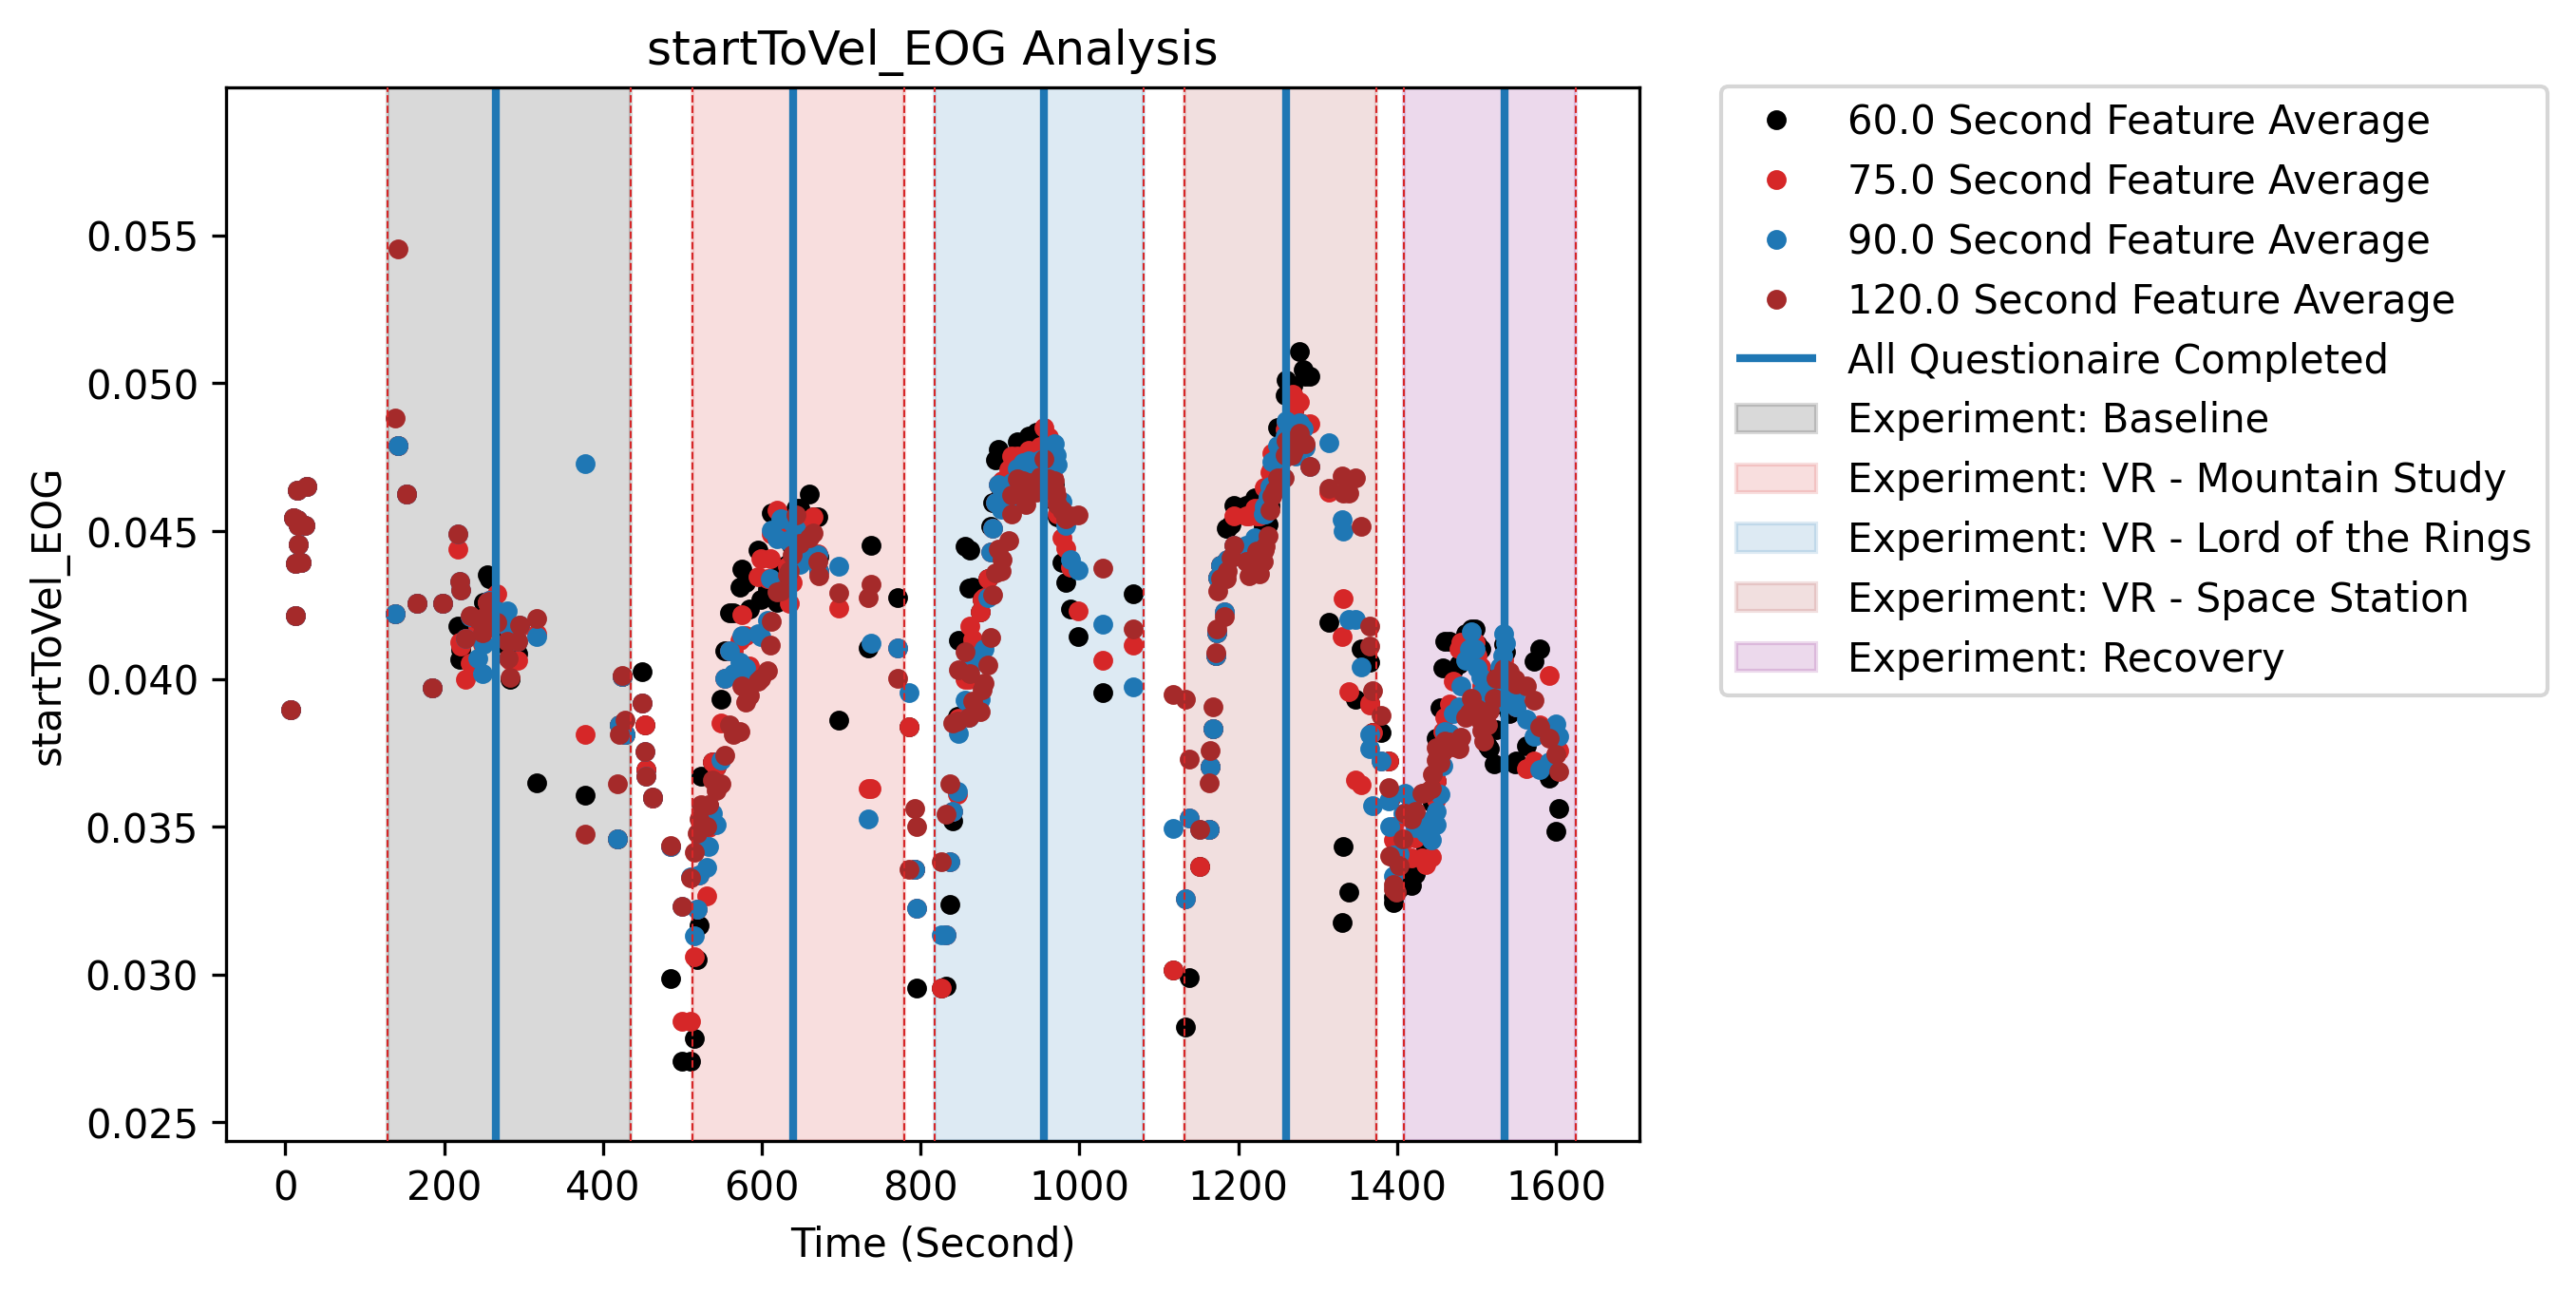 startToVel_EOG Analysis
startToVel_EOG
0.055
0.050
0.045
0.040
0.035
0.030
0.025
0 200 400 600 800 1000 1200 1400 1600
Time (Second)
60.0 Second Feature Average
75.0 Second Feature Average
90.0 Second Feature Average
120.0 Second Feature Average
All Questionaire Completed
Experiment: Baseline
Experiment: VR - Mountain Study
Experiment: VR - Lord of the Rings
Experiment: VR - Space Station
Experiment: Recovery